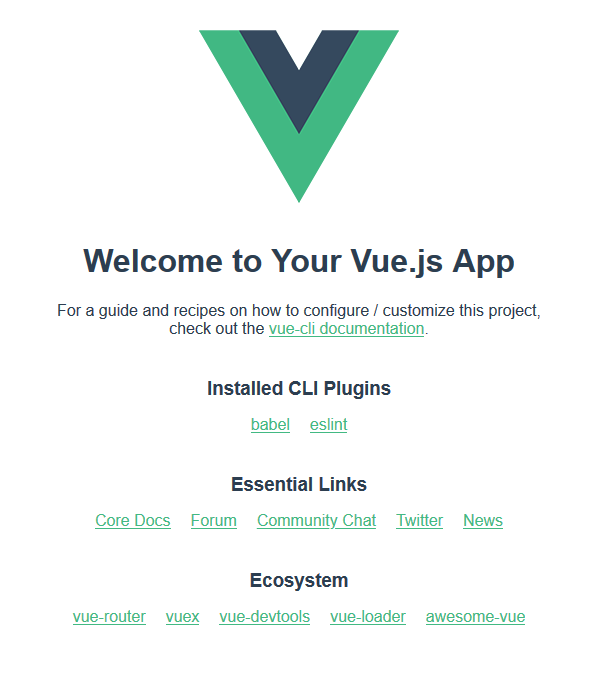 Welcome to Your Vue.js App
For a guide and recipes on how to configure / customize this project,
check out the vue-cli documentation.
Installed CLI Plugins
babel eslint
Essential Links
Core Docs Forum Community Chat Twitter News
Ecosystem
vue-router vuex vue-devtools vue-loader awesome-vue